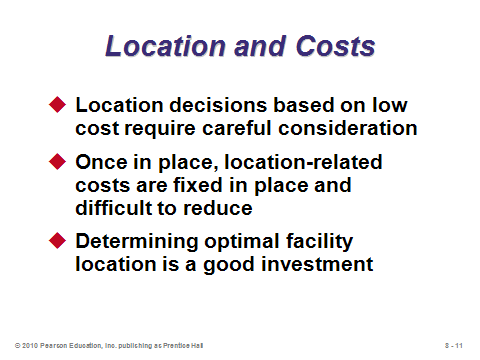 Location and Costs
Location decisions based on low
cost require careful consideration
Once in place, location-related
costs are fixed in place and
difficult to reduce
Determining optimal facility
location is a good investment
© 2010 Pearson Education, Inc. publishing as Prentice Hall
8 - 11